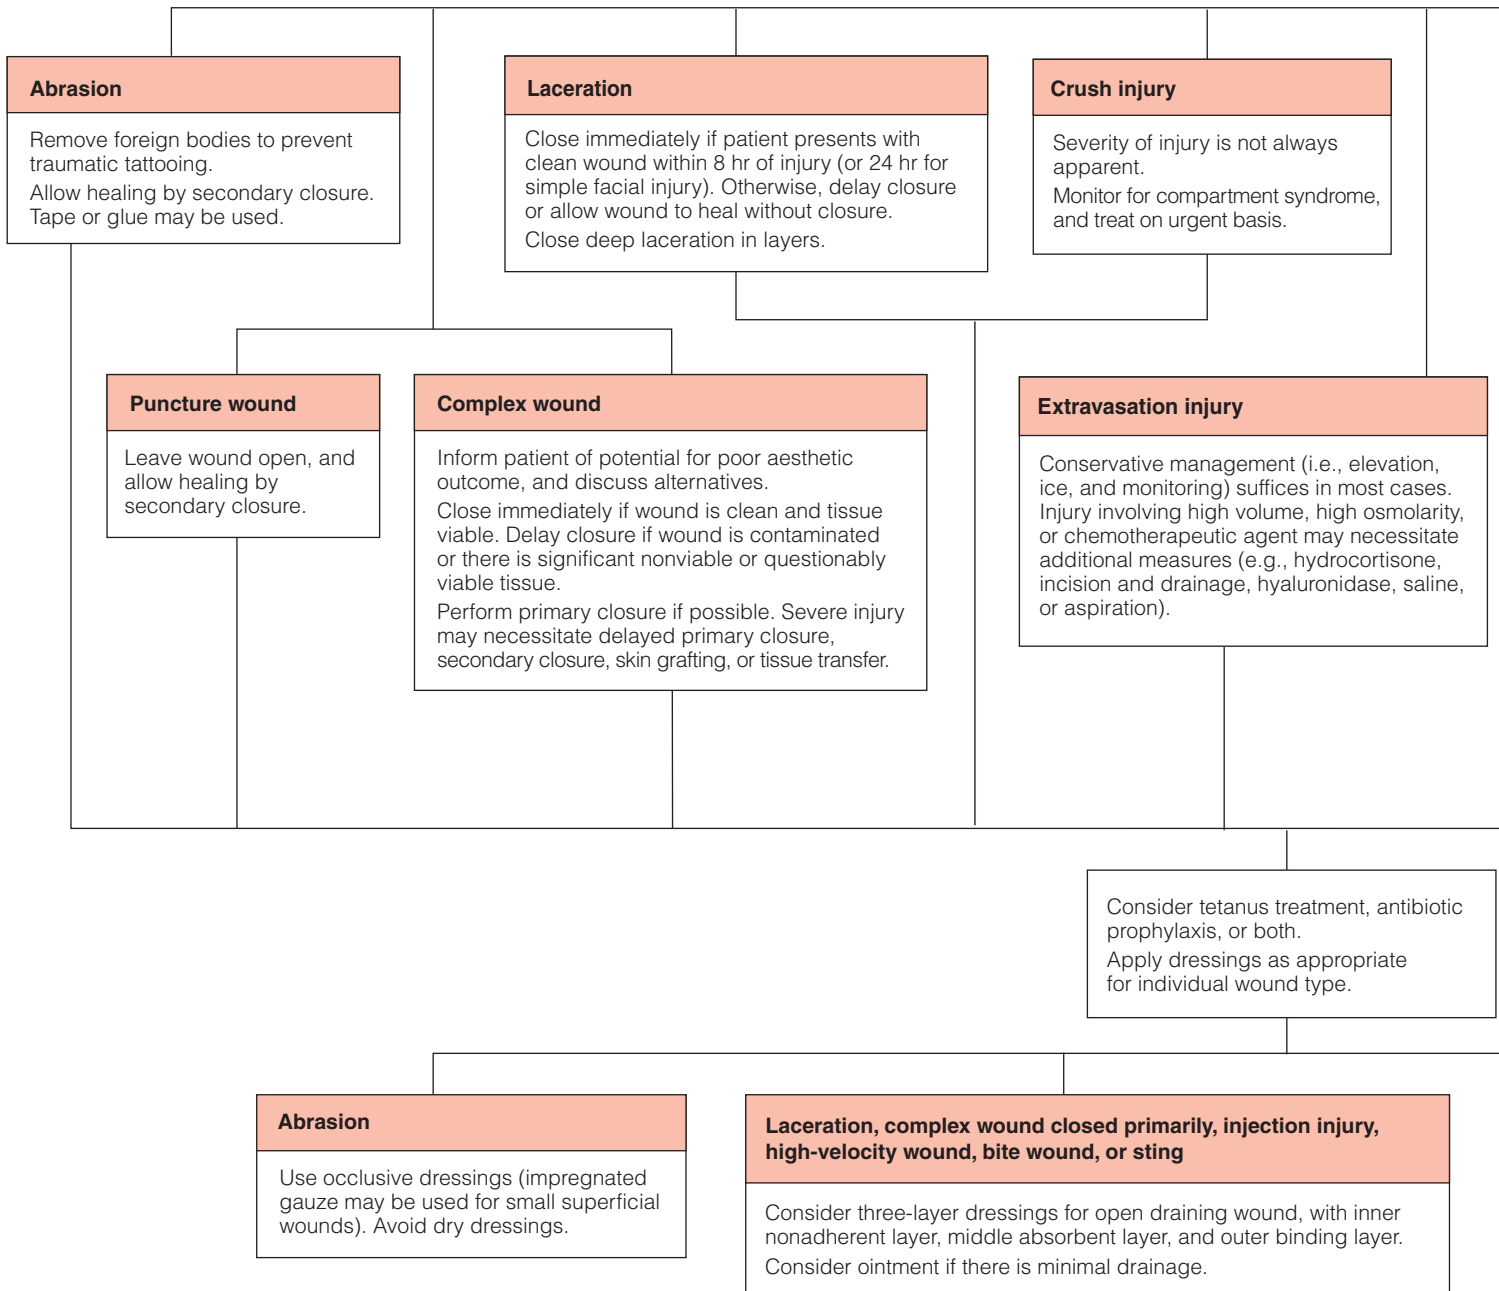 Abrasion
Remove foreign bodies to prevent
traumatic tattooing.
Allow healing by secondary closure.
Tape or glue may be used.
Laceration
Close immediately if patient presents with
clean wound within 8 hr of injury (or 24 hr for
simple facial injury). Otherwise, delay closure
or allow wound to heal without closure.
Close deep laceration in layers.
Crush injury
Severity of injury is not always
apparent.
Monitor for compartment syndrome,
and treat on urgent basis.
Puncture wound
Leave wound open, and
allow healing by
secondary closure.
Complex wound
Inform patient of potential for poor aesthetic
outcome, and discuss alternatives.
Close immediately if wound is clean and tissue
viable. Delay closure if wound is contaminated
or there is significant nonviable or questionably
viable tissue.
Perform primary closure if possible. Severe injury
may necessitate delayed primary closure,
secondary closure, skin grafting, or tissue transfer.
Extravasation injury
Conservative management (i.e., elevation,
ice, and monitoring) suffices in most cases.
Injury involving high volume, high osmolarity,
or chemotherapeutic agent may necessitate
additional measures (e.g., hydrocortisone,
incision and drainage, hyaluronidase, saline,
or aspiration).
Consider tetanus treatment, antibiotic
prophylaxis, or both.
Apply dressings as appropriate
for individual wound type.
Abrasion
Use occlusive dressings (impregnated
gauze may be used for small superficial
wounds). Avoid dry dressings.
Laceration, complex wound closed primarily, injection injury,
high-velocity wound, bite wound, or sting
Consider three-layer dressings for open draining wound, with inner
nonadherent layer, middle absorbent layer, and outer binding layer.
Consider ointment if there is minimal drainage.